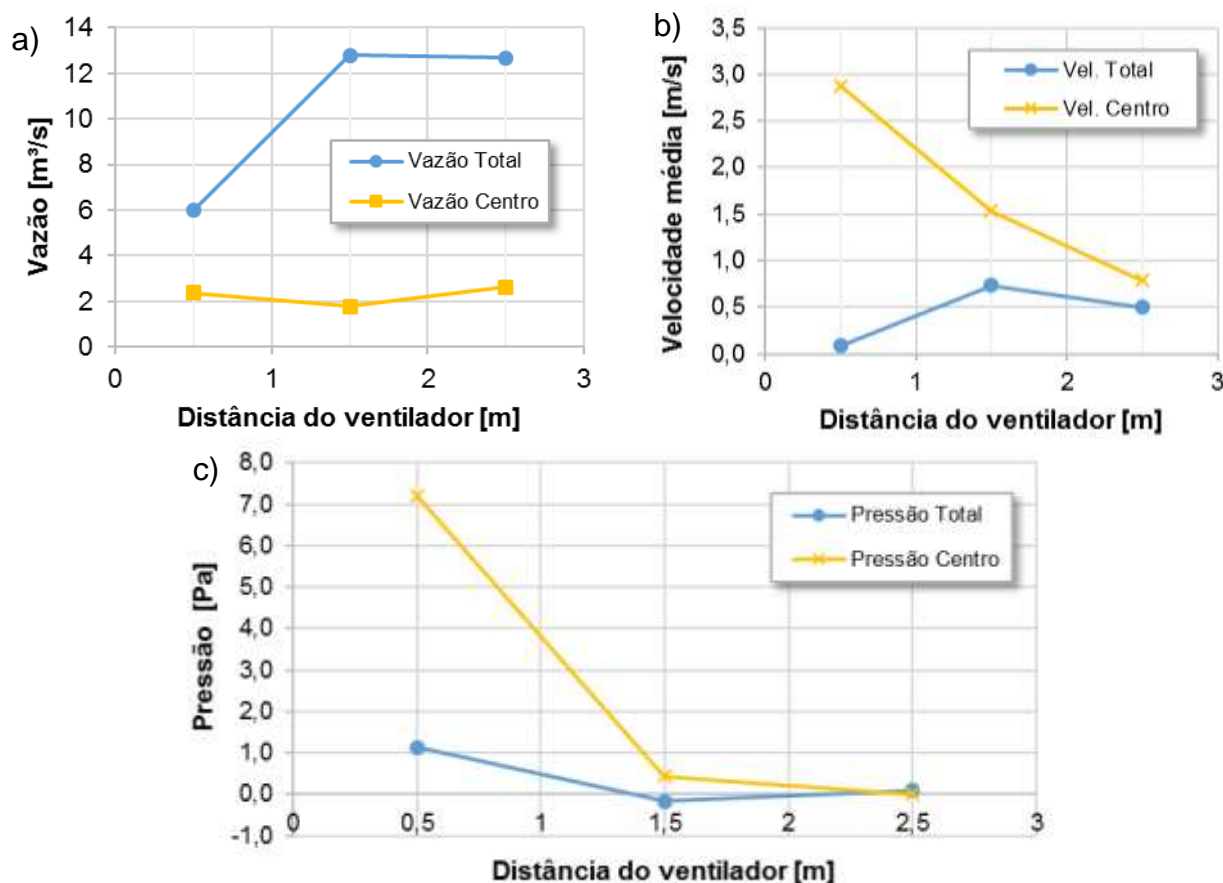 a)
14
12
10
8
6
4
2
0
Vazão [m³/s]
Vazão Total
Vazão Centro
0 1 2 3
Distância do ventilador [m]
b)
3,5
3,0
2,5
2,0
1,5
1,0
0,5
0,0
Velocidade média [m/s]
Vel. Total
Vel. Centro
0 1 2 3
Distância do ventilador [m]
c)
8,0
7,0
6,0
5,0
4,0
3,0
2,0
1,0
0,0
-1,0
Pressão [Pa]
Pressão Total
Pressão Centro
0 0,5 1 1,5 2 2,5 3
Distância do ventilador [m]